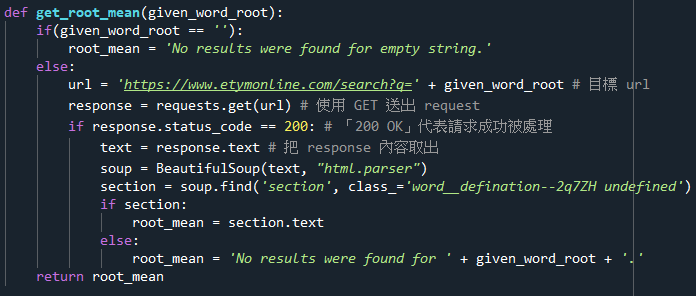 def get_root_mean(given_word_root):
    if(given_word_root == ''):
        root_mean = 'No results were found for empty string.'
    else:
        url = 'https://www.etymonline.com/search?q=' + given_word_root # 目標 url
        response = requests.get(url) # 使用 GET 送出 request
        if response.status_code == 200: # 「200 OK」代表請求成功被處理
            text = response.text # 把 response 內容取出
            soup = BeautifulSoup(text, "html.parser")
            section = soup.find('section', class_='word__defination--2q7ZH undefined')
            if section:
                root_mean = section.text
            else:
                root_mean = 'No results were found for ' + given_word_root + '.'
    return root_mean